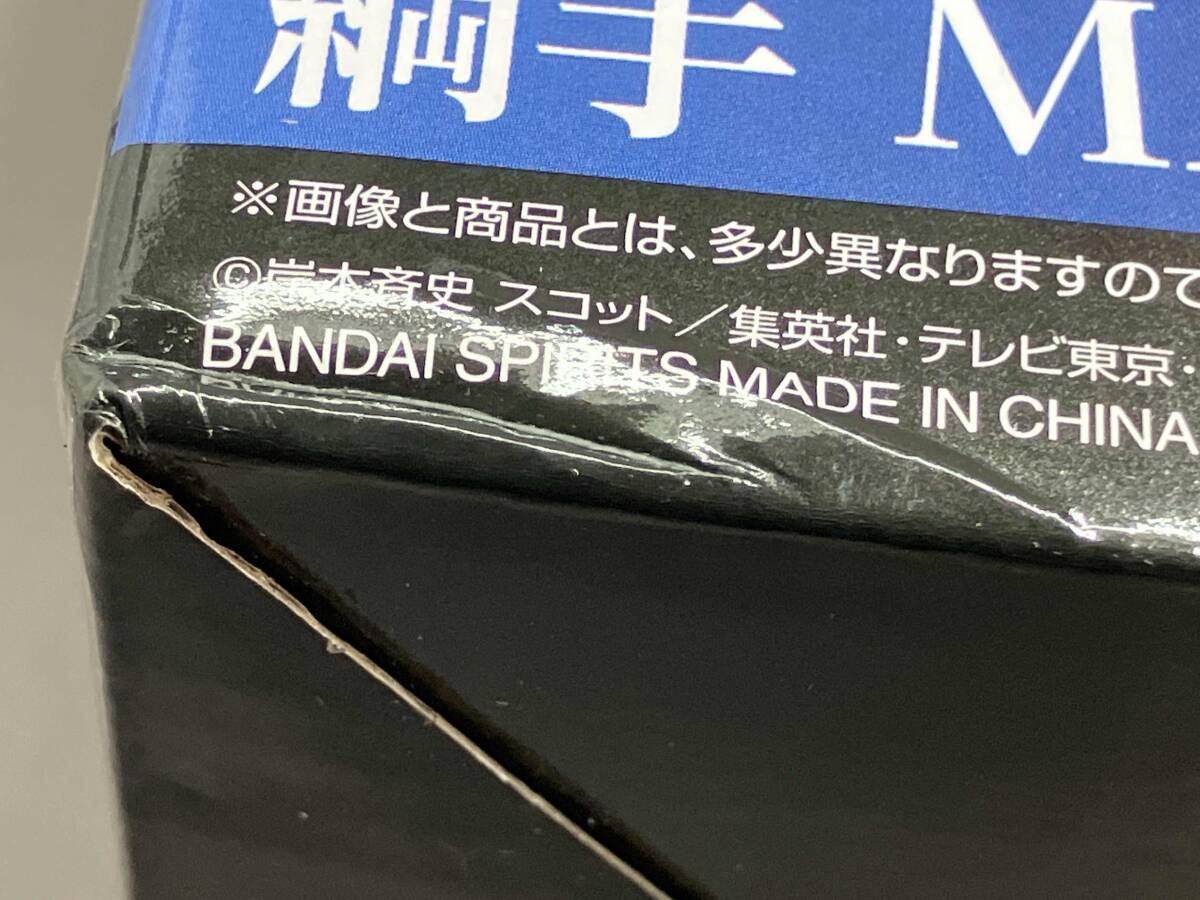 綱手 M
※画像と商品とは、多少異なりますので
©岸本斉史 スコット／集英社・テレビ東京・
BANDAI SPIRITS MADE IN CHINA